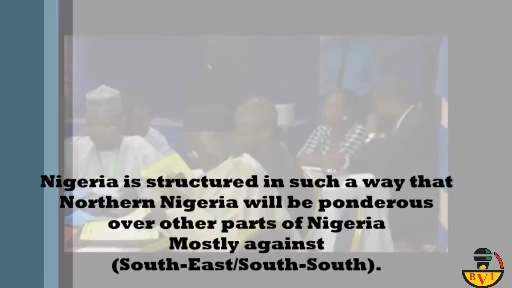 Nigeria is structured in such a way that
Northern Nigeria will be ponderous
over other parts of Nigeria
Mostly against
(South-East/South-South).
BVI